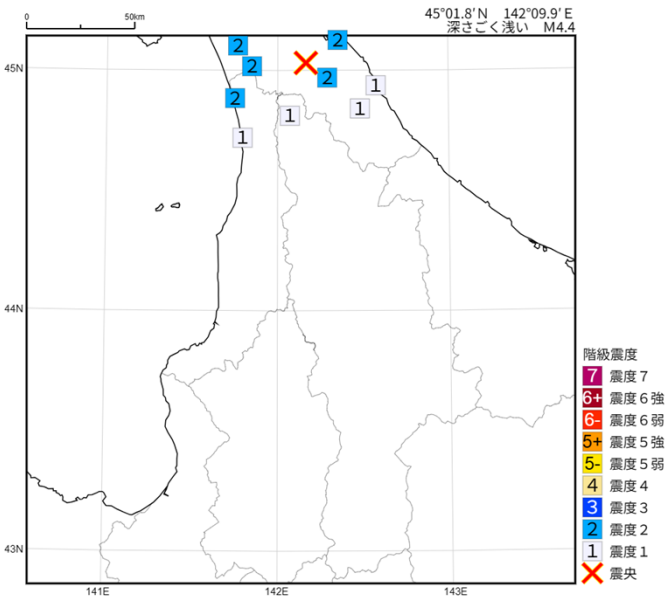 0 50km
45°01.8' N 142°09.9' E
深さごく浅い M4.4
45N
44N
43N
141E 142E 143E
2
2
2
2
1
2
1
1
1
階級震度
7 震度７
6+ 震度６強
6- 震度６弱
5+ 震度５強
5- 震度５弱
4 震度４
3 震度３
2 震度２
1 震度１
震央